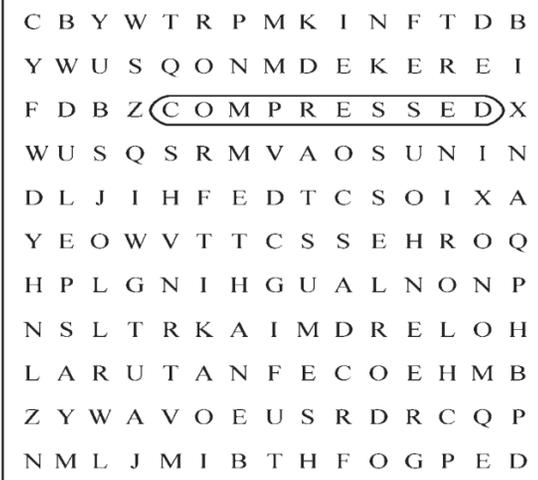 C B Y W T R P M K I N F T D B
Y W U S Q O N M D E K E R E I
F D B Z C O M P R E S S E D X
W U S Q S R M V A O S U N I N
D L J I H F E D T C S O I X A
Y E O W V T T C S S E H R O Q
H P L G N I H G U A L N O N P
N S L T R K A I M D R E L O H
L A R U T A N F E C O E H M B
Z Y W A V O E U S R D R C Q P
N M L J M I B T H F O G P E D